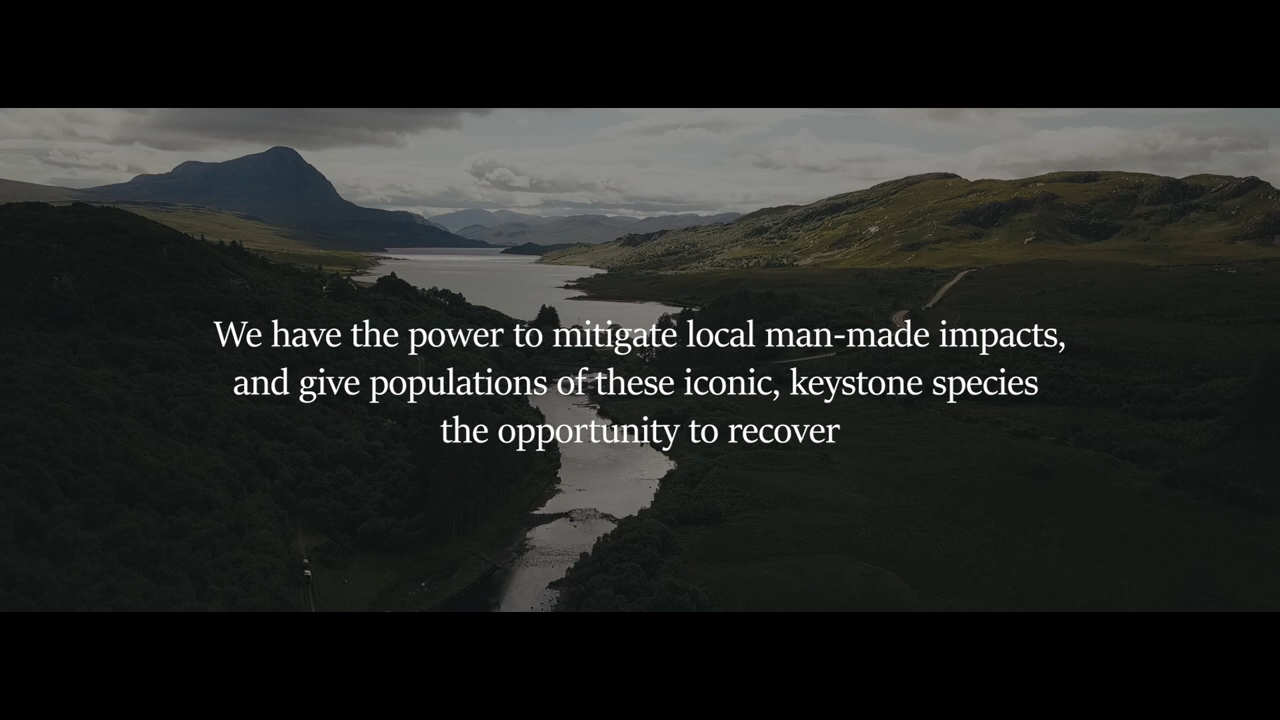 We have the power to mitigate local man-made impacts,
and give populations of these iconic, keystone species
the opportunity to recover